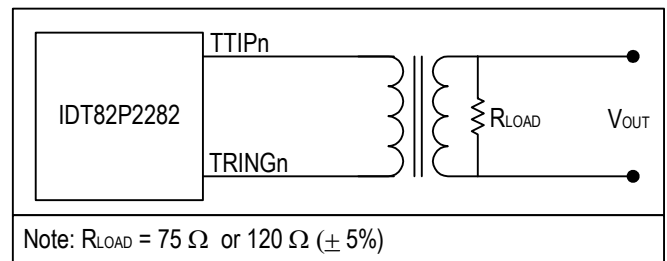 TTIPn
IDT82P2282
RLOAD
VOUT
TRINGn
Note: RLOAD = 75 Ω or 120 Ω (± 5%)